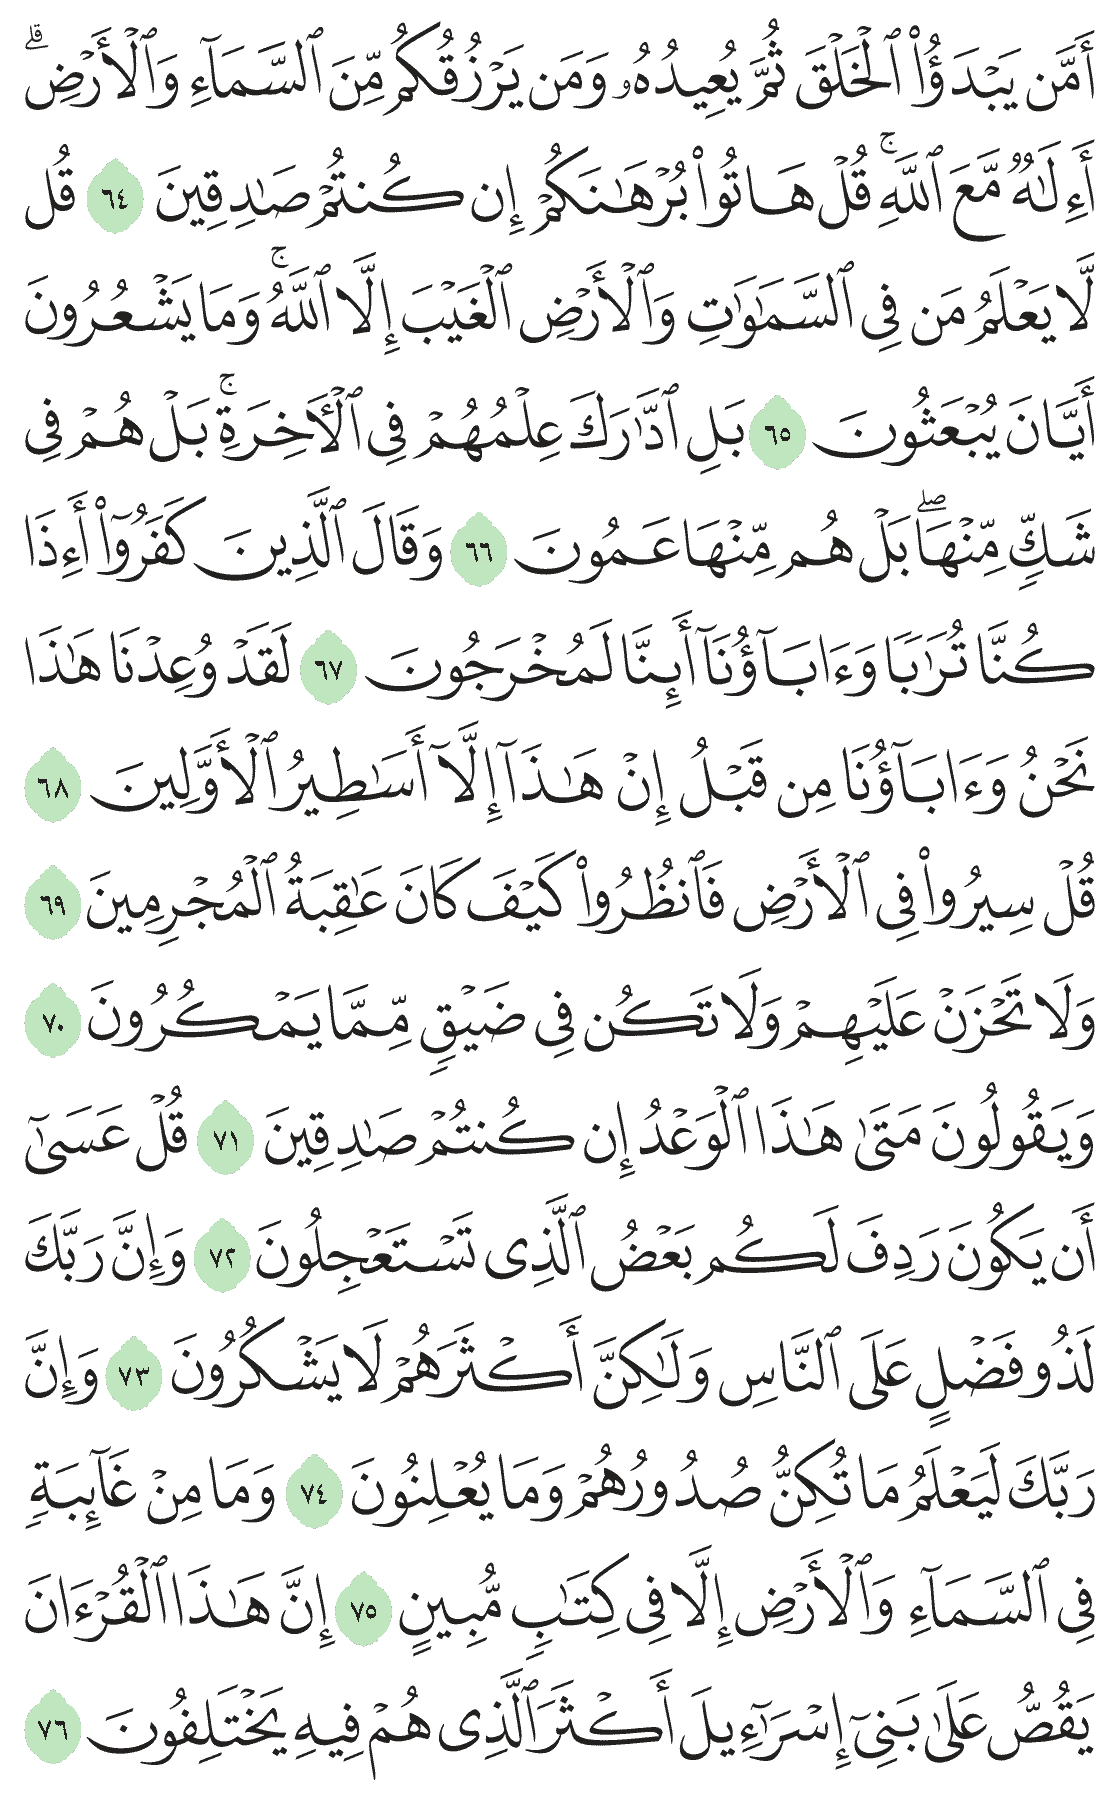 أَمَّن يَبْدَؤُا۟ ٱلْخَلْقَ ثُمَّ يُعِيدُهُۥ وَمَن يَرْزُقُكُم مِّنَ ٱلسَّمَآءِ وَٱلْأَرْضِ ۗ
أَءِلَـٰهٌ مَّعَ ٱللَّهِ ۚ قُلْ هَاتُوا۟ بُرْهَـٰنَكُمْ إِن كُنتُمْ صَـٰدِقِينَ ٦٤ قُل
لَّا يَعْلَمُ مَن فِى ٱلسَّمَـٰوَٰتِ وَٱلْأَرْضِ ٱلْغَيْبَ إِلَّا ٱللَّهُ ۚ وَمَا يَشْعُرُونَ
أَيَّانَ يُبْعَثُونَ ٦٥ بَلِ ٱدَّٰرَكَ عِلْمُهُمْ فِى ٱلْـَٔاخِرَةِ ۚ بَلْ هُمْ فِى
شَكٍّ مِّنْهَا ۖ بَلْ هُم مِّنْهَا عَمُونَ ٦٦ وَقَالَ ٱلَّذِينَ كَفَرُوٓا۟ أَءِذَا
كُنَّا تُرَٰبًا وَءَابَآؤُنَآ أَئِنَّا لَمُخْرَجُونَ ٦٧ لَقَدْ وُعِدْنَا هَـٰذَا
نَحْنُ وَءَابَآؤُنَا مِن قَبْلُ إِنْ هَـٰذَآ إِلَّآ أَسَـٰطِيرُ ٱلْأَوَّلِينَ ٦٨
قُلْ سِيرُوا۟ فِى ٱلْأَرْضِ فَٱنظُرُوا۟ كَيْفَ كَانَ عَـٰقِبَةُ ٱلْمُجْرِمِينَ ٦٩
وَلَا تَحْزَنْ عَلَيْهِمْ وَلَا تَكُن فِى ضَيْقٍ مِّمَّا يَمْكُرُونَ ٧٠
وَيَقُولُونَ مَتَىٰ هَـٰذَا ٱلْوَعْدُ إِن كُنتُمْ صَـٰدِقِينَ ٧١ قُلْ عَسَىٰٓ
أَن يَكُونَ رَدِفَ لَكُم بَعْضُ ٱلَّذِى تَسْتَعْجِلُونَ ٧٢ وَإِنَّ رَبَّكَ
لَذُو فَضْلٍ عَلَى ٱلنَّاسِ وَلَـٰكِنَّ أَكْثَرَهُمْ لَا يَشْكُرُونَ ٧٣ وَإِنَّ
رَبَّكَ لَيَعْلَمُ مَا تُكِنُّ صُدُورُهُمْ وَمَا يُعْلِنُونَ ٧٤ وَمَا مِنْ غَآئِبَةٍ
فِى ٱلسَّمَآءِ وَٱلْأَرْضِ إِلَّا فِى كِتَـٰبٍ مُّبِينٍ ٧٥ إِنَّ هَـٰذَا ٱلْقُرْءَانَ
يَقُصُّ عَلَىٰ بَنِىٓ إِسْرَٰٓءِيلَ أَكْثَرَ ٱلَّذِى هُمْ فِيهِ يَخْتَلِفُونَ ٧٦